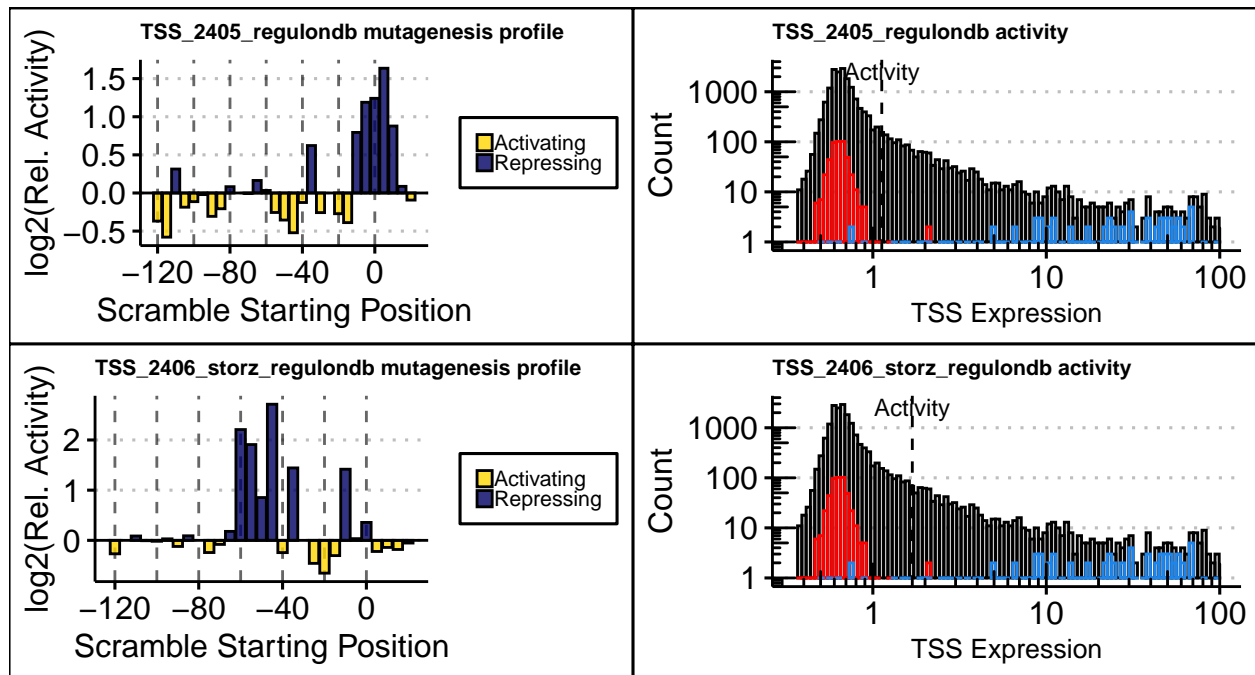 TSS_2405_regulondb mutagenesis profile
log2(Rel. Activity)
1.5
1.0
0.5
0.0
−0.5
−120 −80 −40 0
Scramble Starting Position
Activating
Repressing
TSS_2405_regulondb activity
Activity
Count
1000
100
10
1
1 10 100
TSS Expression
TSS_2406_storz_regulondb mutagenesis profile
log2(Rel. Activity)
2
1
0
−120 −80 −40 0
Scramble Starting Position
Activating
Repressing
TSS_2406_storz_regulondb activity
Activity
Count
1000
100
10
1
1 10 100
TSS Expression